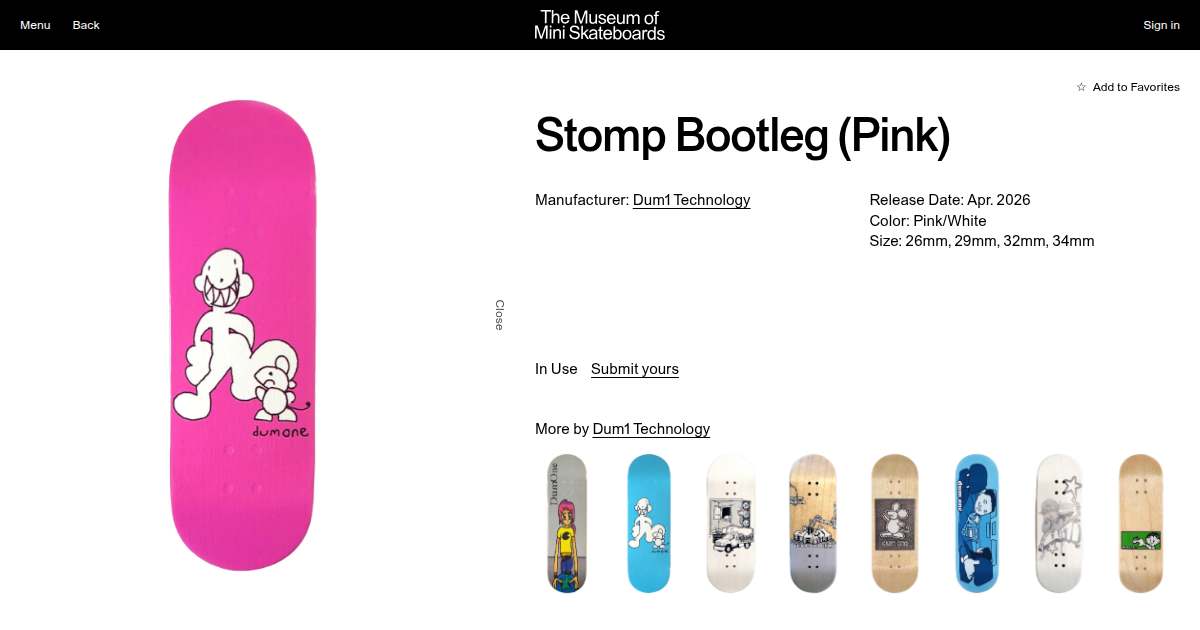 Menu
Back
The Museum of
Mini Skateboards
Sign in
☆ Add to Favorites
Stomp Bootleg (Pink)
Manufacturer: Dum1 Technology
Release Date: Apr. 2026
Color: Pink/White
Size: 26mm, 29mm, 32mm, 34mm
dumone
Close
In Use
Submit yours
More by Dum1 Technology
DumOne